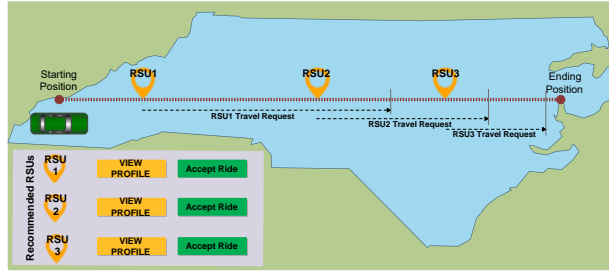 RSU1
RSU2
RSU3
Starting
Position
Ending
Position
RSU1 Travel Request
RSU2 Travel Request
RSU3 Travel Request
Recommended RSUs
RSU
1
VIEW
PROFILE
Accept Ride
RSU
2
VIEW
PROFILE
Accept Ride
RSU
3
VIEW
PROFILE
Accept Ride